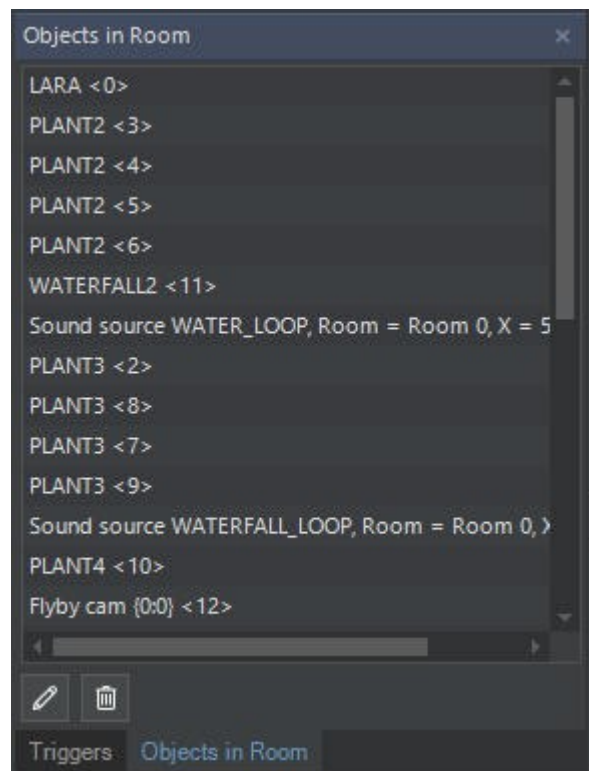 Objects in Room
LARA <0>
PLANT2 <3>
PLANT2 <4>
PLANT2 <5>
PLANT2 <6>
WATERFALL2 <11>
Sound source WATER_LOOP, Room = Room 0, X = 5
PLANT3 <2>
PLANT3 <8>
PLANT3 <7>
PLANT3 <9>
Sound source WATERFALL_LOOP, Room = Room 0, X
PLANT4 <10>
Flyby cam {0:0} <12>
Triggers Objects in Room